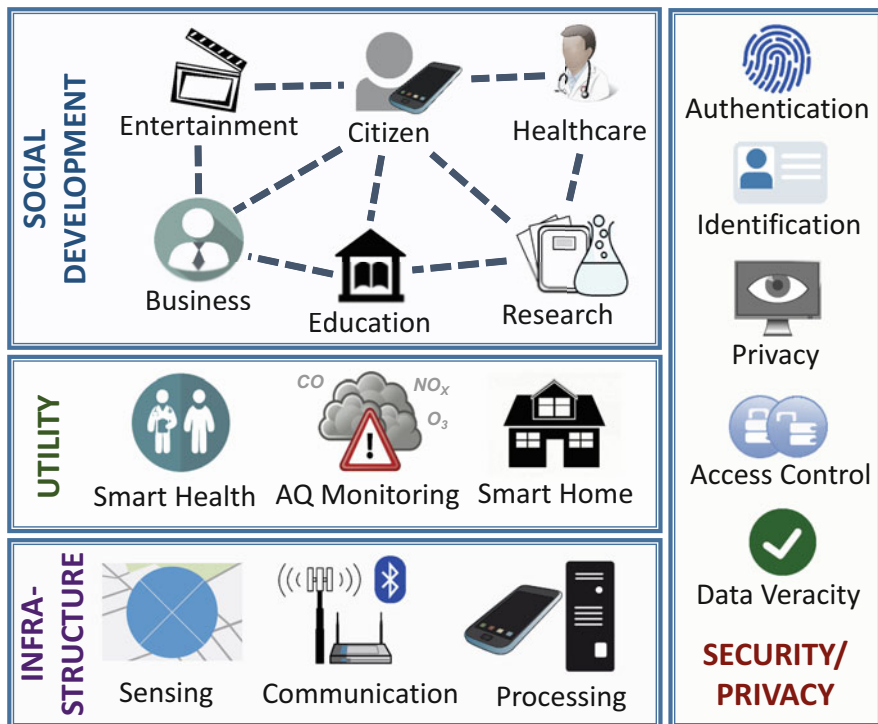 SOCIAL
DEVELOPMENT
Entertainment
Citizen
Healthcare
Business
Education
Research
UTILITY
CO
NOx
O3
Smart Health
AQ Monitoring
Smart Home
INFRA-
STRUCTURE
Sensing
Communication
Processing
Authentication
Identification
Privacy
Access Control
Data Veracity
SECURITY/
PRIVACY